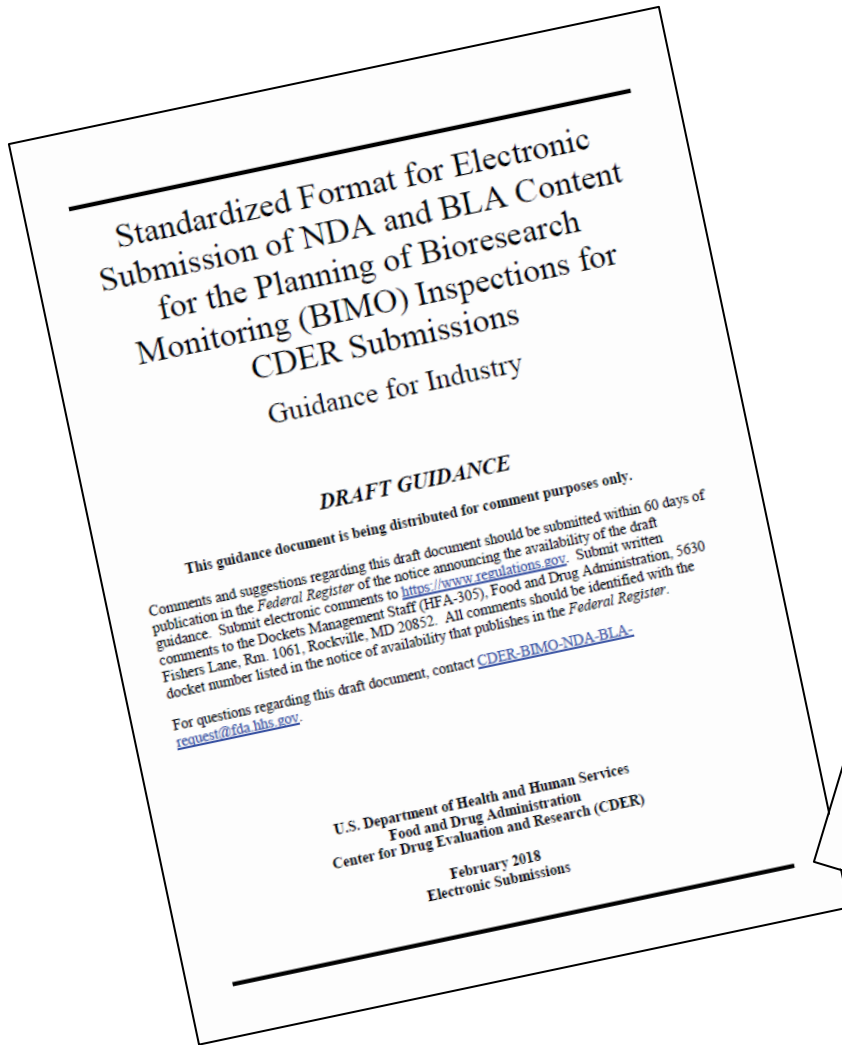 Standardized Format for Electronic
Submission of NDA and BLA Content
for the Planning of Bioresearch
Monitoring (BIMO) Inspections for
CDER Submissions
Guidance for Industry
DRAFT GUIDANCE
This guidance document is being distributed for comment purposes only.
Comments and suggestions regarding this draft document should be submitted within 60 days of
publication in the Federal Register of the notice announcing the availability of the draft
guidance. Submit electronic comments to https://www.regulations.gov. Submit written
comments to the Dockets Management Staff (HFA-305), Food and Drug Administration, 5630
Fishers Lane, Rm. 1061, Rockville, MD 20852. All comments should be identified with the
docket number listed in the notice of availability that publishes in the Federal Register.
For questions regarding this draft document, contact CDER-BIMO-NDA-BLA-
request@fda.hhs.gov.
U.S. Department of Health and Human Services
Food and Drug Administration
Center for Drug Evaluation and Research (CDER)
February 2018
Electronic Submissions